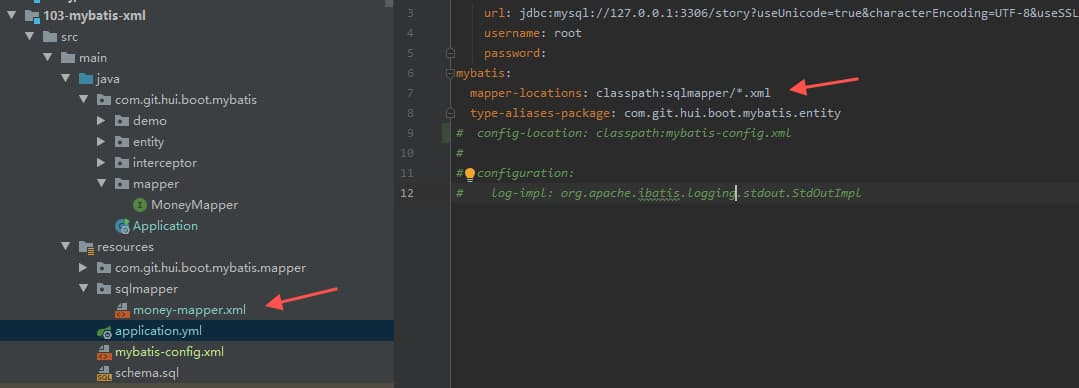 103-mybatis-xml
src
main
java
com.git.hui.boot.mybatis
demo
entity
interceptor
mapper
MoneyMapper
Application
resources
com.git.hui.boot.mybatis.mapper
sqlmapper
money-mapper.xml
application.yml
mybatis-config.xml
schema.sql
3 url: jdbc:mysql://127.0.0.1:3306/story?useUnicode=true&characterEncoding=UTF-8&useSSL
4 username: root
5 password:
6 mybatis:
7 mapper-locations: classpath:sqlmapper/*.xml
8 type-aliases-package: com.git.hui.boot.mybatis.entity
9 # config-location: classpath:mybatis-config.xml
10 #
11 # configuration:
12 # log-impl: org.apache.ibatis.logging.stdout.StdOutImpl